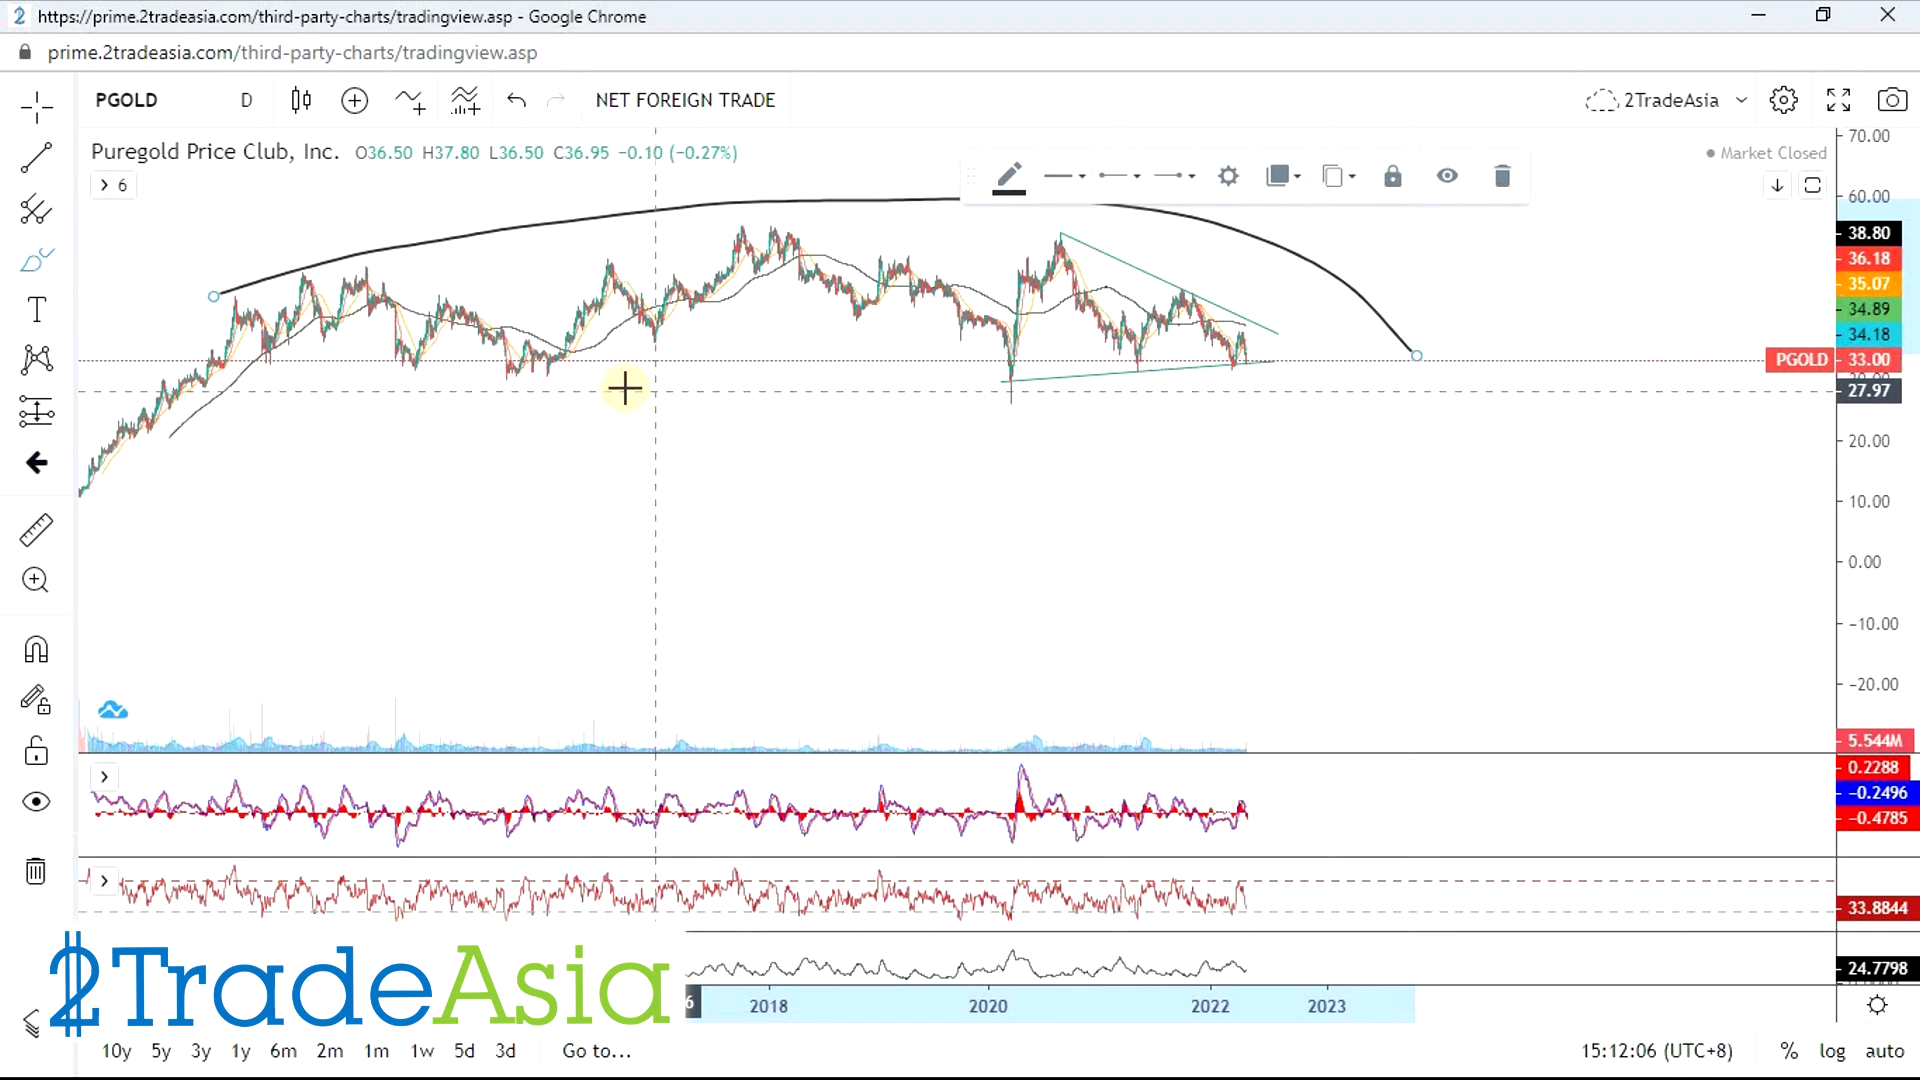 https://prime.2tradeasia.com/third-party-charts/tradingview.asp - Google Chrome
prime.2tradeasia.com/third-party-charts/tradingview.asp
PGOLD D NET FOREIGN TRADE 2TradeAsia
Puregold Price Club, Inc. O36.50 H37.80 L36.50 C36.95 −0.10 (−0.27%)
Market Closed
6
70.00
60.00
38.80
36.18
35.07
34.89
34.18
PGOLD 33.00
27.97
20.00
10.00
0.00
−10.00
−20.00
5.544M
0.2288
−0.2496
−0.4785
33.8844
24.7798
2TradeAsia
6 2018 2020 2022 2023
10y 5y 3y 1y 6m 2m 1m 1w 5d 3d Go to... 15:12:06 (UTC+8) % log auto